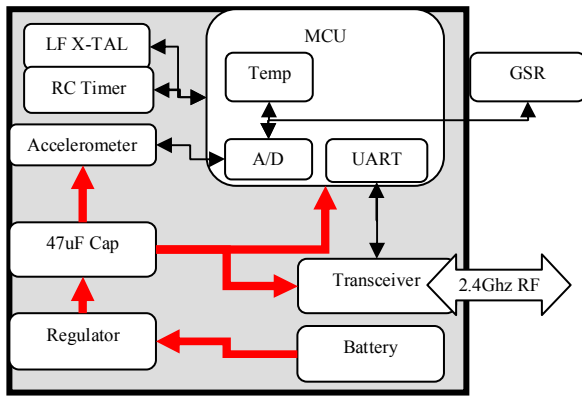 LF X-TAL
MCU
Temp
GSR
RC Timer
Accelerometer
A/D
UART
47uF Cap
Transceiver
2.4Ghz RF
Regulator
Battery